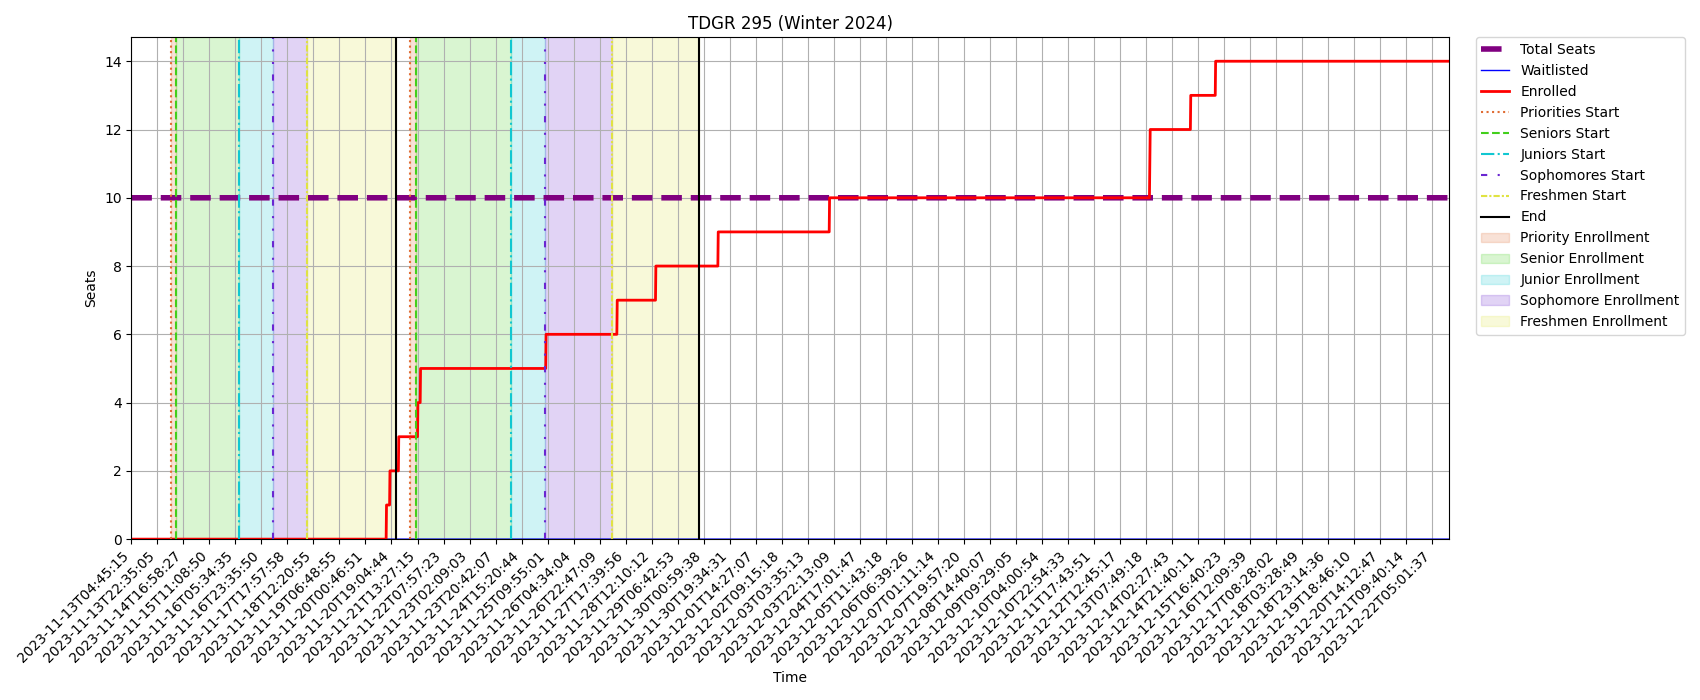 TDGR 295 (Winter 2024)
Total Seats
Waitlisted
Enrolled
Priorities Start
Seniors Start
Juniors Start
Sophomores Start
Freshmen Start
End
Priority Enrollment
Senior Enrollment
Junior Enrollment
Sophomore Enrollment
Freshmen Enrollment
Seats
14
12
10
8
6
4
2
0
2023-11-13T04:45:15
2023-11-13T22:35:05
2023-11-14T16:58:27
2023-11-15T11:08:50
2023-11-16T05:34:35
2023-11-16T23:35:50
2023-11-17T17:57:58
2023-11-18T12:20:55
2023-11-19T06:48:55
2023-11-20T00:46:51
2023-11-20T19:04:44
2023-11-21T13:27:15
2023-11-22T07:57:23
2023-11-23T02:09:03
2023-11-23T20:42:07
2023-11-24T15:20:44
2023-11-25T09:55:01
2023-11-26T04:34:04
2023-11-26T22:47:09
2023-11-27T17:39:56
2023-11-28T12:10:12
2023-11-29T06:42:53
2023-11-30T00:59:38
2023-11-30T19:34:31
2023-12-01T14:27:07
2023-12-02T09:15:18
2023-12-03T03:35:13
2023-12-03T22:13:09
2023-12-04T17:01:47
2023-12-05T11:43:18
2023-12-06T06:39:26
2023-12-07T01:11:14
2023-12-07T19:57:20
2023-12-08T14:40:07
2023-12-09T09:29:05
2023-12-10T04:00:54
2023-12-10T22:54:33
2023-12-11T17:43:51
2023-12-12T12:45:17
2023-12-13T07:49:18
2023-12-14T02:27:43
2023-12-14T21:40:11
2023-12-15T16:40:23
2023-12-16T12:09:39
2023-12-17T08:28:02
2023-12-18T03:28:49
2023-12-18T23:14:36
2023-12-19T18:46:10
2023-12-20T14:12:47
2023-12-21T09:40:14
2023-12-22T05:01:37
Time